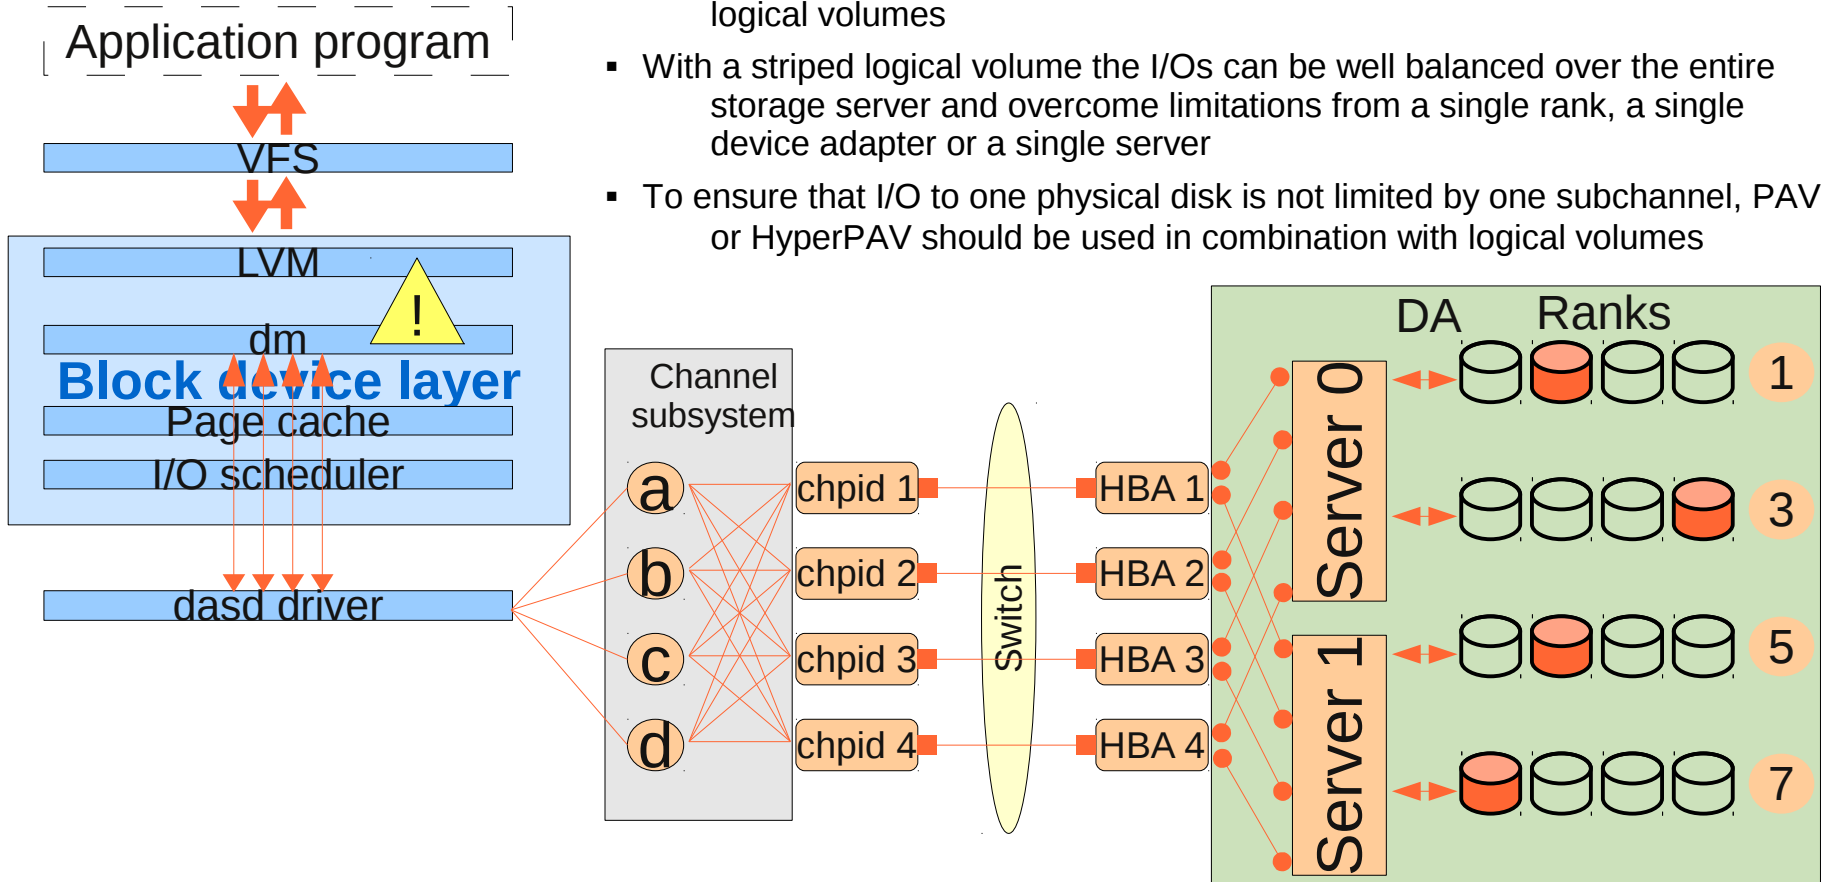 logical volumes
▪ With a striped logical volume the I/Os can be well balanced over the entire
storage server and overcome limitations from a single rank, a single
device adapter or a single server
▪ To ensure that I/O to one physical disk is not limited by one subchannel, PAV
or HyperPAV should be used in combination with logical volumes
Application program
VFS
LVM
!
dm
Block device layer
Page cache
I/O scheduler
dasd driver
Channel
subsystem
a
b
c
d
chpid 1
chpid 2
chpid 3
chpid 4
Switch
HBA 1
HBA 2
HBA 3
HBA 4
Server 0
Server 1
DA
Ranks
1
3
5
7